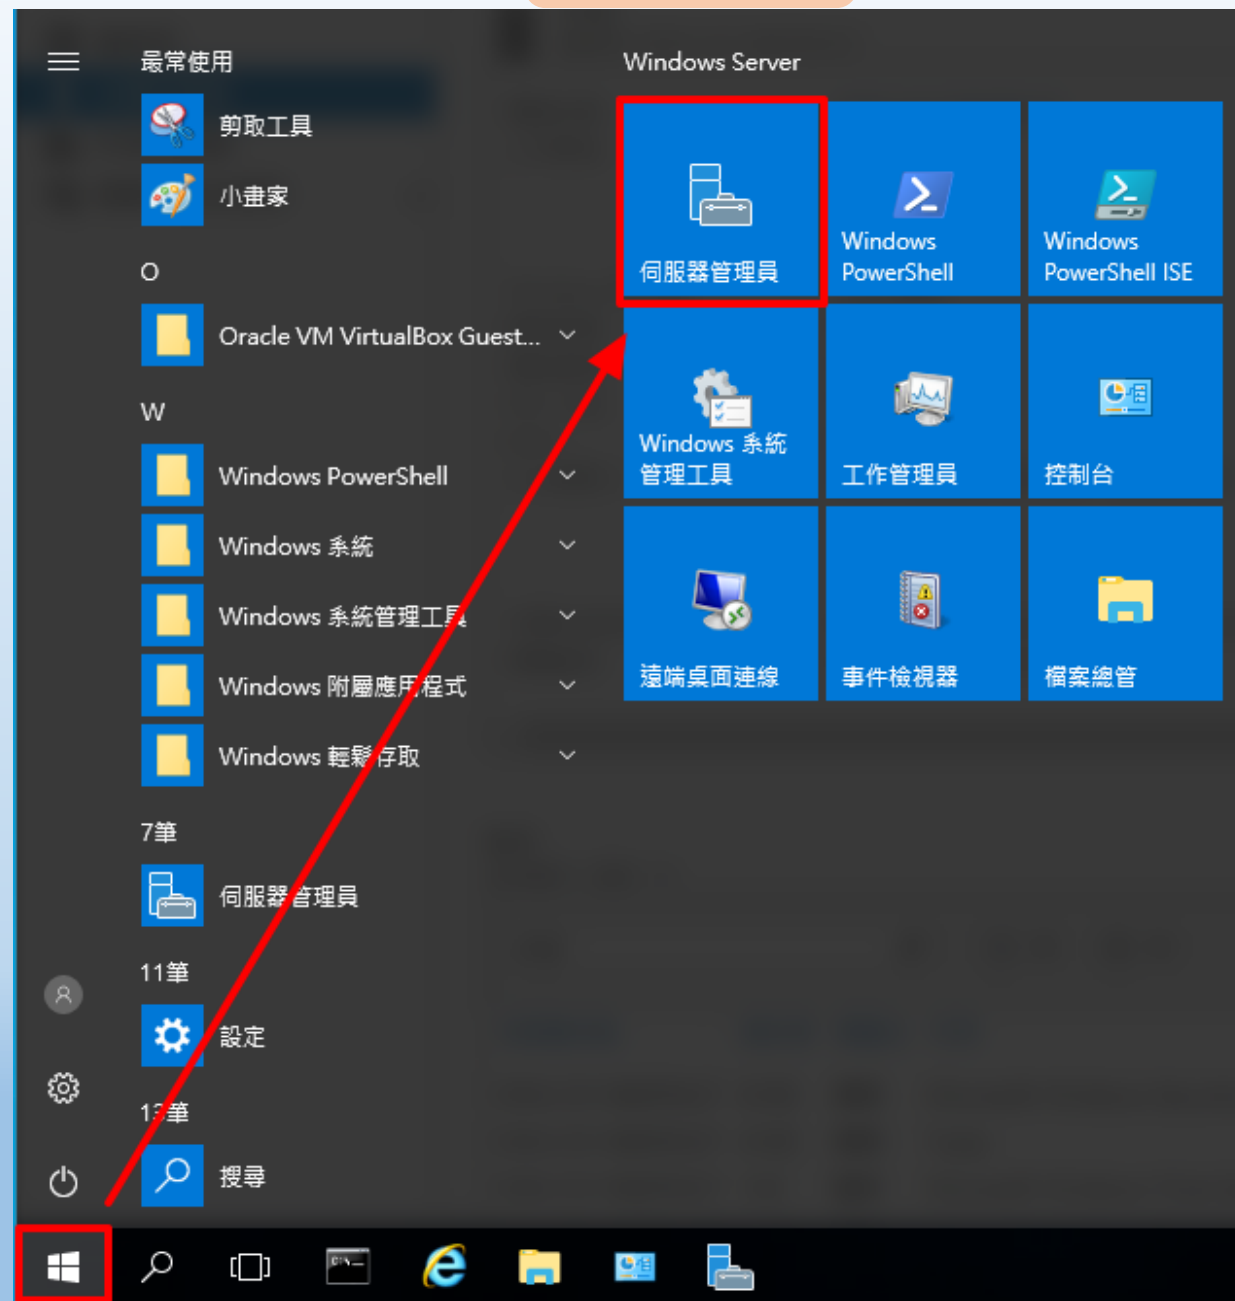 最常使用
剪取工具
小畫家
O
Oracle VM VirtualBox Guest...
W
Windows PowerShell
Windows 系統
Windows 系統管理工具
Windows 附屬應用程式
Windows 輕鬆存取
7筆
伺服器管理員
11筆
設定
13筆
搜尋
Windows Server
伺服器管理員
Windows
PowerShell
Windows
PowerShell ISE
Windows 系統
管理工具
工作管理員
控制台
遠端桌面連線
事件檢視器
檔案總管